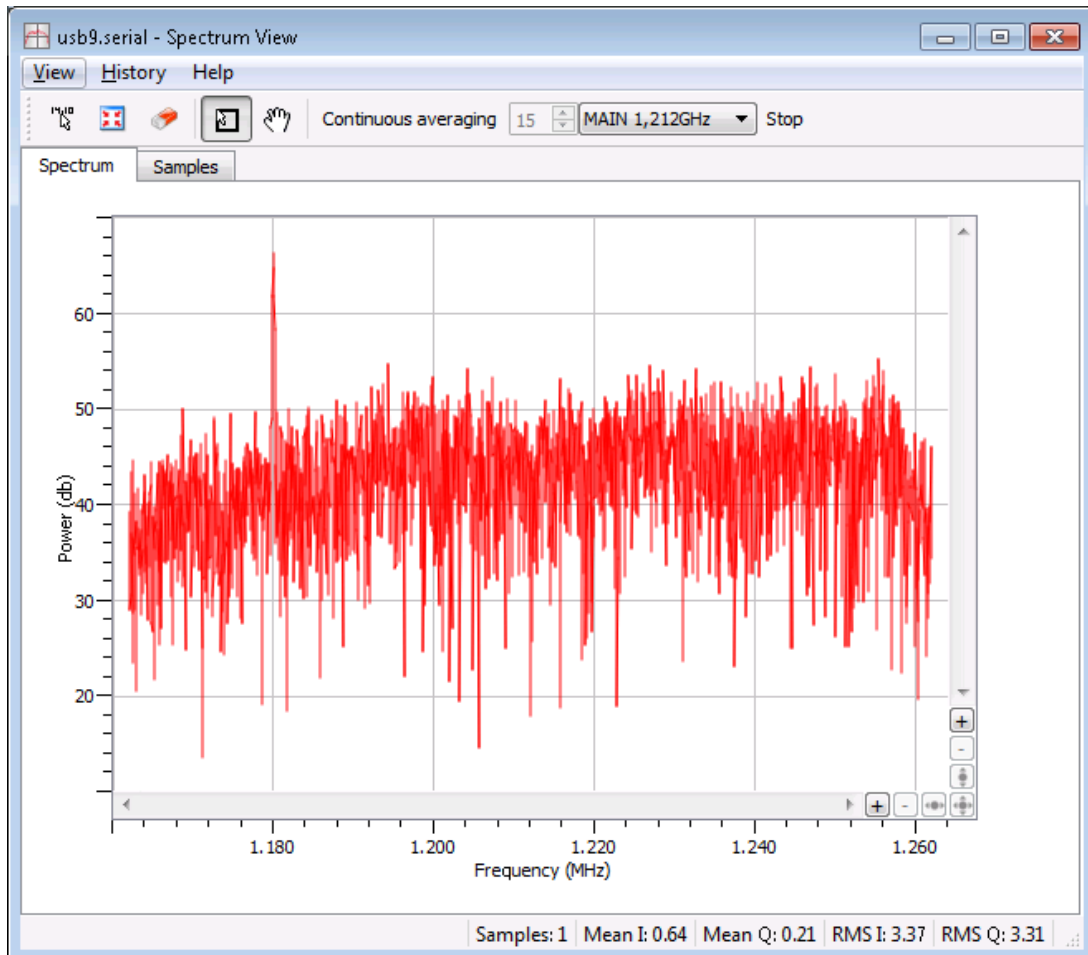 usb9.serial - Spectrum View
View History Help
Continuous averaging 15 MAIN 1,212GHz Stop
Spectrum Samples
Power (db)
60
50
40
30
20
1.180 1.200 1.220 1.240 1.260
Frequency (MHz)
Samples: 1 Mean I: 0.64 Mean Q: 0.21 RMS I: 3.37 RMS Q: 3.31